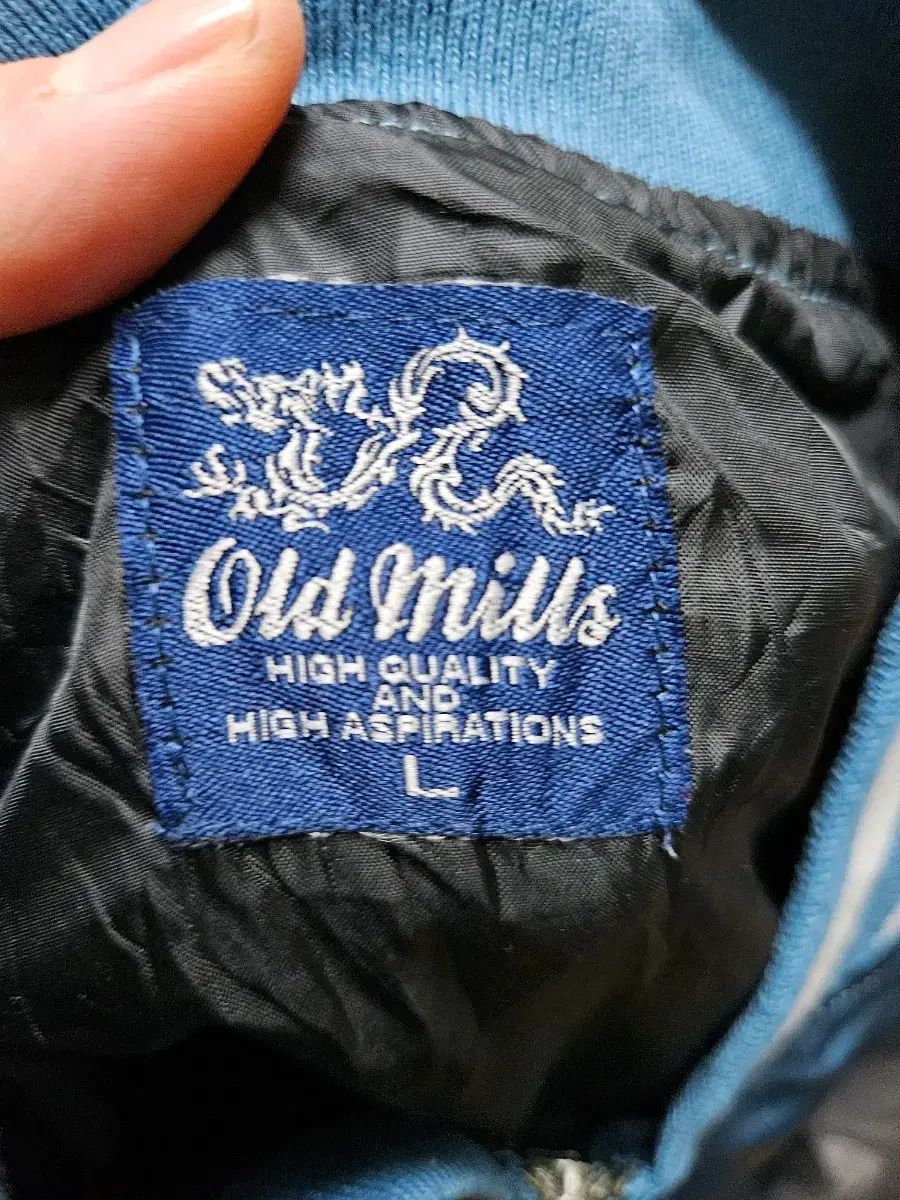 Old Mills
HIGH QUALITY
AND
HIGH ASPIRATIONS
L